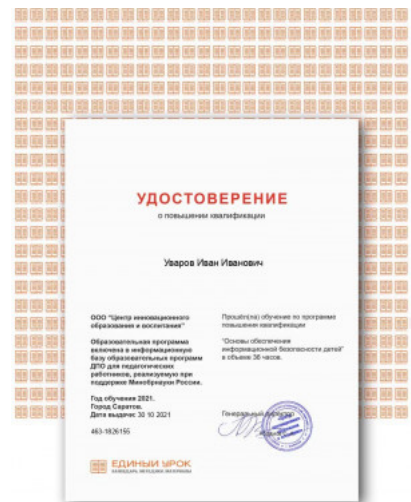 УДОСТОВЕРЕНИЕ
о повышении квалификации
Уваров Иван Иванович
ООО "Центр инновационного
образования и воспитания"
Образовательная программа
включена в информационную
базу образовательных программ
ДПО для педагогических
работников, реализуемую при
поддержке Минобрнауки России.
Год обучения 2021.
Город Саратов.
Дата выдачи: 30 10 2021
463-1826155
Прошёл(ла) обучение по программе
повышения квалификации
"Основы обеспечения
информационной безопасности детей"
в объеме 36 часов.
Генеральный директор
ЕДИНЫЙ УРОК